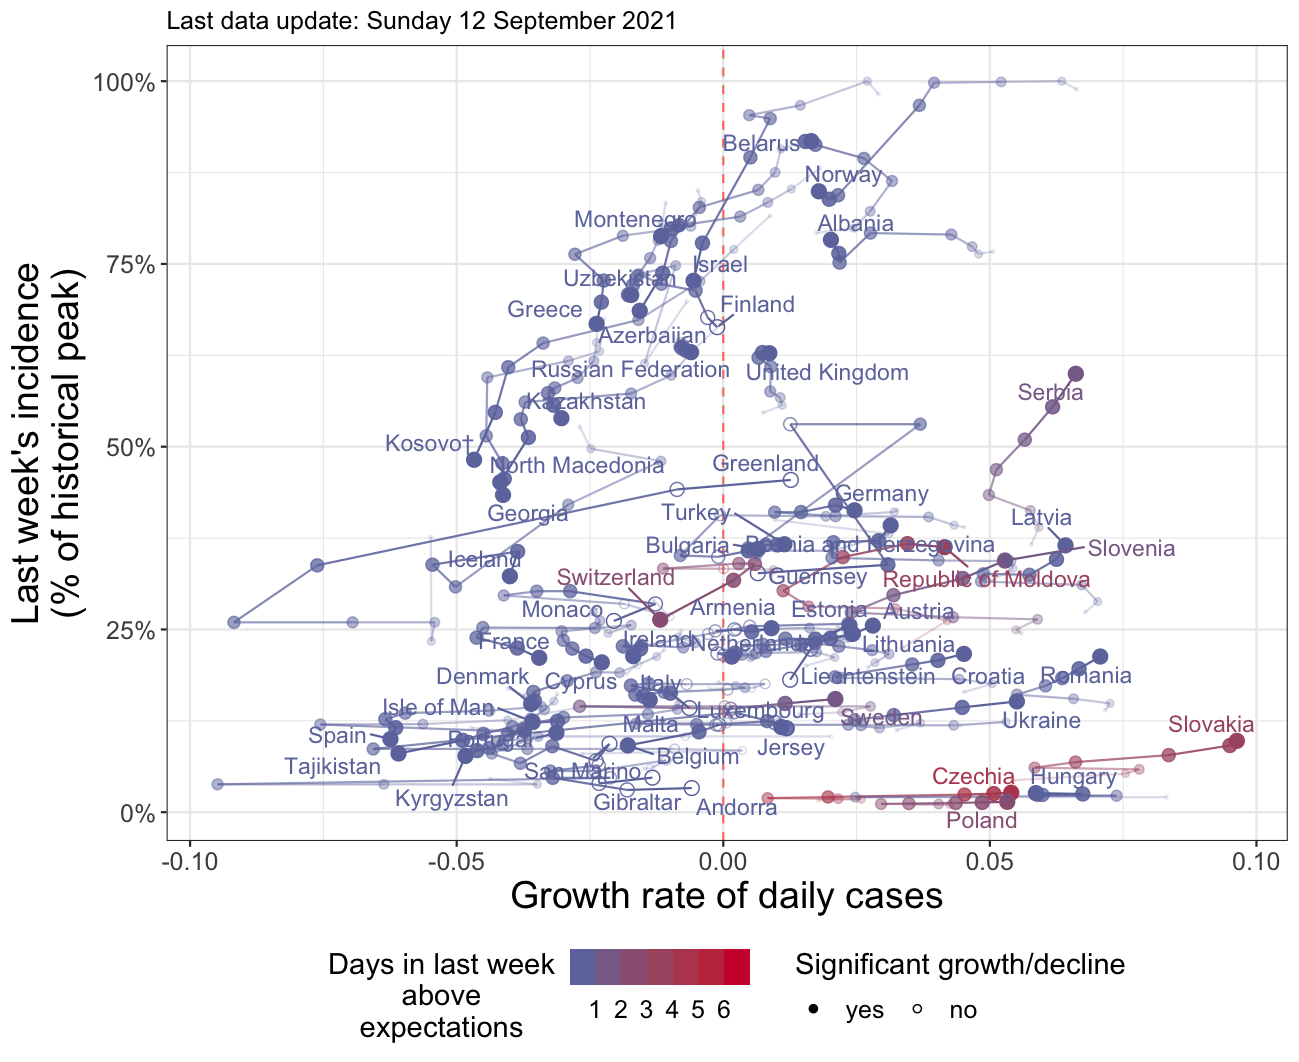 Last data update: Sunday 12 September 2021
Last week's incidence
(% of historical peak)
100%
75%
50%
25%
0%
Belarus
Norway
Montenegro
Albania
Uzbekistan
Israel
Greece
Finland
Azerbaijan
Russian Federation
United Kingdom
Kazakhstan
Serbia
Kosovo†
North Macedonia
Greenland
Georgia
Germany
Turkey
Latvia
Bulgaria
Bosnia and Herzegovina
Slovenia
Iceland
Switzerland
Guernsey
Republic of Moldova
Monaco
Armenia
Estonia
Austria
France
Ireland
Netherlands
Lithuania
Denmark
Cyprus
Italy
Liechtenstein
Croatia
Romania
Isle of Man
Luxembourg
Sweden
Ukraine
Slovakia
Spain
Portugal
Malta
Jersey
Tajikistan
Belgium
San Marino
Czechia
Hungary
Kyrgyzstan
Gibraltar
Andorra
Poland
-0.10
-0.05
0.00
0.05
0.10
Growth rate of daily cases
Days in last week
above
expectations
1 2 3 4 5 6
Significant growth/decline
yes
no